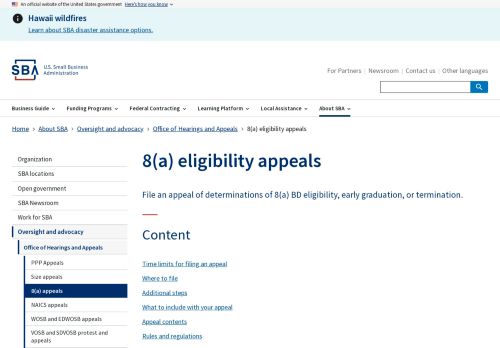 An official website of the United States government Here's how you know
Hawaii wildfires
Learn about SBA disaster assistance options.
SBA
U.S. Small Business
Administration
For Partners Newsroom Contact us Other languages
Business Guide Funding Programs Federal Contracting Learning Platform Local Assistance About SBA
Home About SBA Oversight and advocacy Office of Hearings and Appeals 8(a) eligibility appeals
Organization
SBA locations
Open government
SBA Newsroom
Work for SBA
Oversight and advocacy
Office of Hearings and Appeals
PPP Appeals
Size appeals
8(a) appeals
NAICS appeals
WOSB and EDWOSB appeals
VOSB and SDVOSB protest and
appeals
8(a) eligibility appeals
File an appeal of determinations of 8(a) BD eligibility, early graduation, or termination.
Content
Time limits for filing an appeal
Where to file
Additional steps
What to include with your appeal
Appeal contents
Rules and regulations